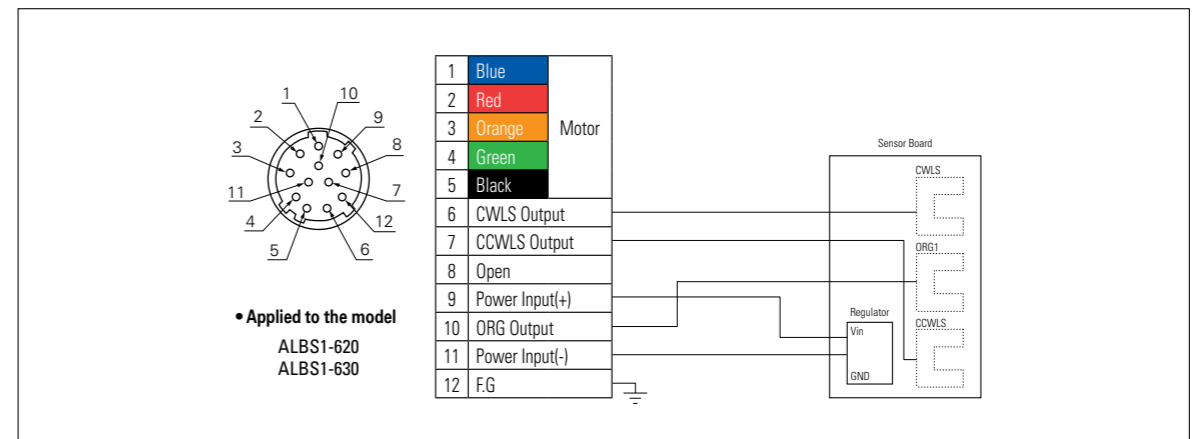 1
10
2
9
3
8
11
7
4
12
5
6
• Applied to the model
ALBS1-620
ALBS1-630
1 Blue
2 Red
3 Orange
4 Green
5 Black
Motor
6 CWLS Output
7 CCWLS Output
8 Open
9 Power Input(+)
10 ORG Output
11 Power Input(-)
12 F.G
Sensor Board
CWLS
ORG1
CCWLS
Regulator
Vin
GND